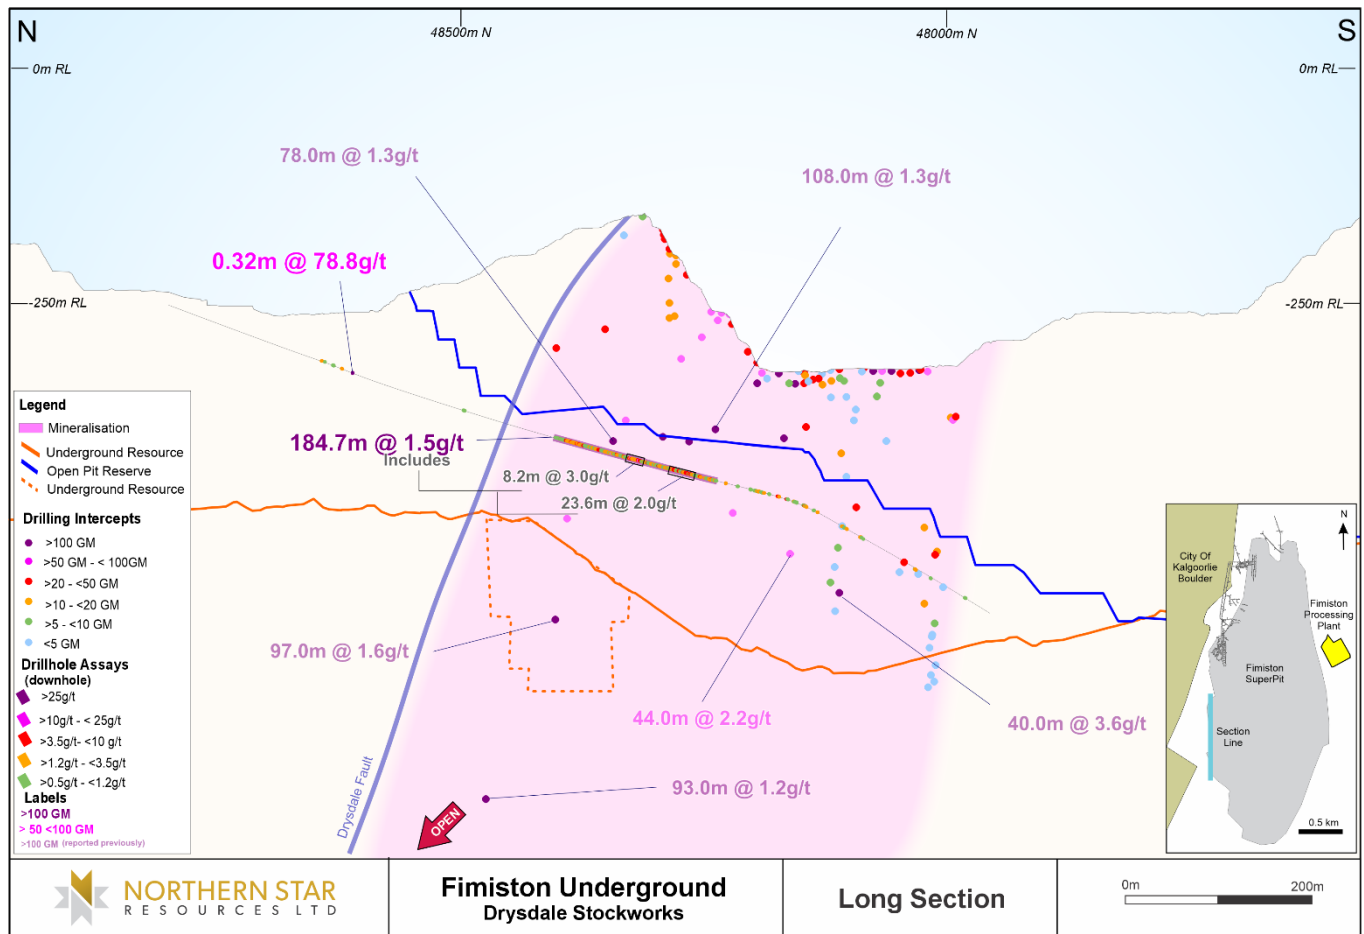 N
48500m N
48000m N
S
0m RL
0m RL
78.0m @ 1.3g/t
108.0m @ 1.3g/t
0.32m @ 78.8g/t
-250m RL
-250m RL
184.7m @ 1.5g/t
Includes
8.2m @ 3.0g/t
23.6m @ 2.0g/t
97.0m @ 1.6g/t
44.0m @ 2.2g/t
40.0m @ 3.6g/t
93.0m @ 1.2g/t
Drysdale Fault
OPEN
Legend
Mineralisation
Underground Resource
Open Pit Reserve
Underground Resource
Drilling Intercepts
>100 GM
>50 GM - < 100GM
>20 - <50 GM
>10 - <20 GM
>5 - <10 GM
<5 GM
Drillhole Assays
(downhole)
>25g/t
>10g/t - < 25g/t
>3.5g/t- <10 g/t
>1.2g/t - <3.5g/t
>0.5g/t - <1.2g/t
Labels
>100 GM
> 50 <100 GM
>100 GM (reported previously)
N
City Of
Kalgoorlie
Boulder
Fimiston
Processing
Plant
Fimiston
SuperPit
Section
Line
0.5 km
NORTHERN STAR
RESOURCES LTD
Fimiston Underground
Drysdale Stockworks
Long Section
0m
200m